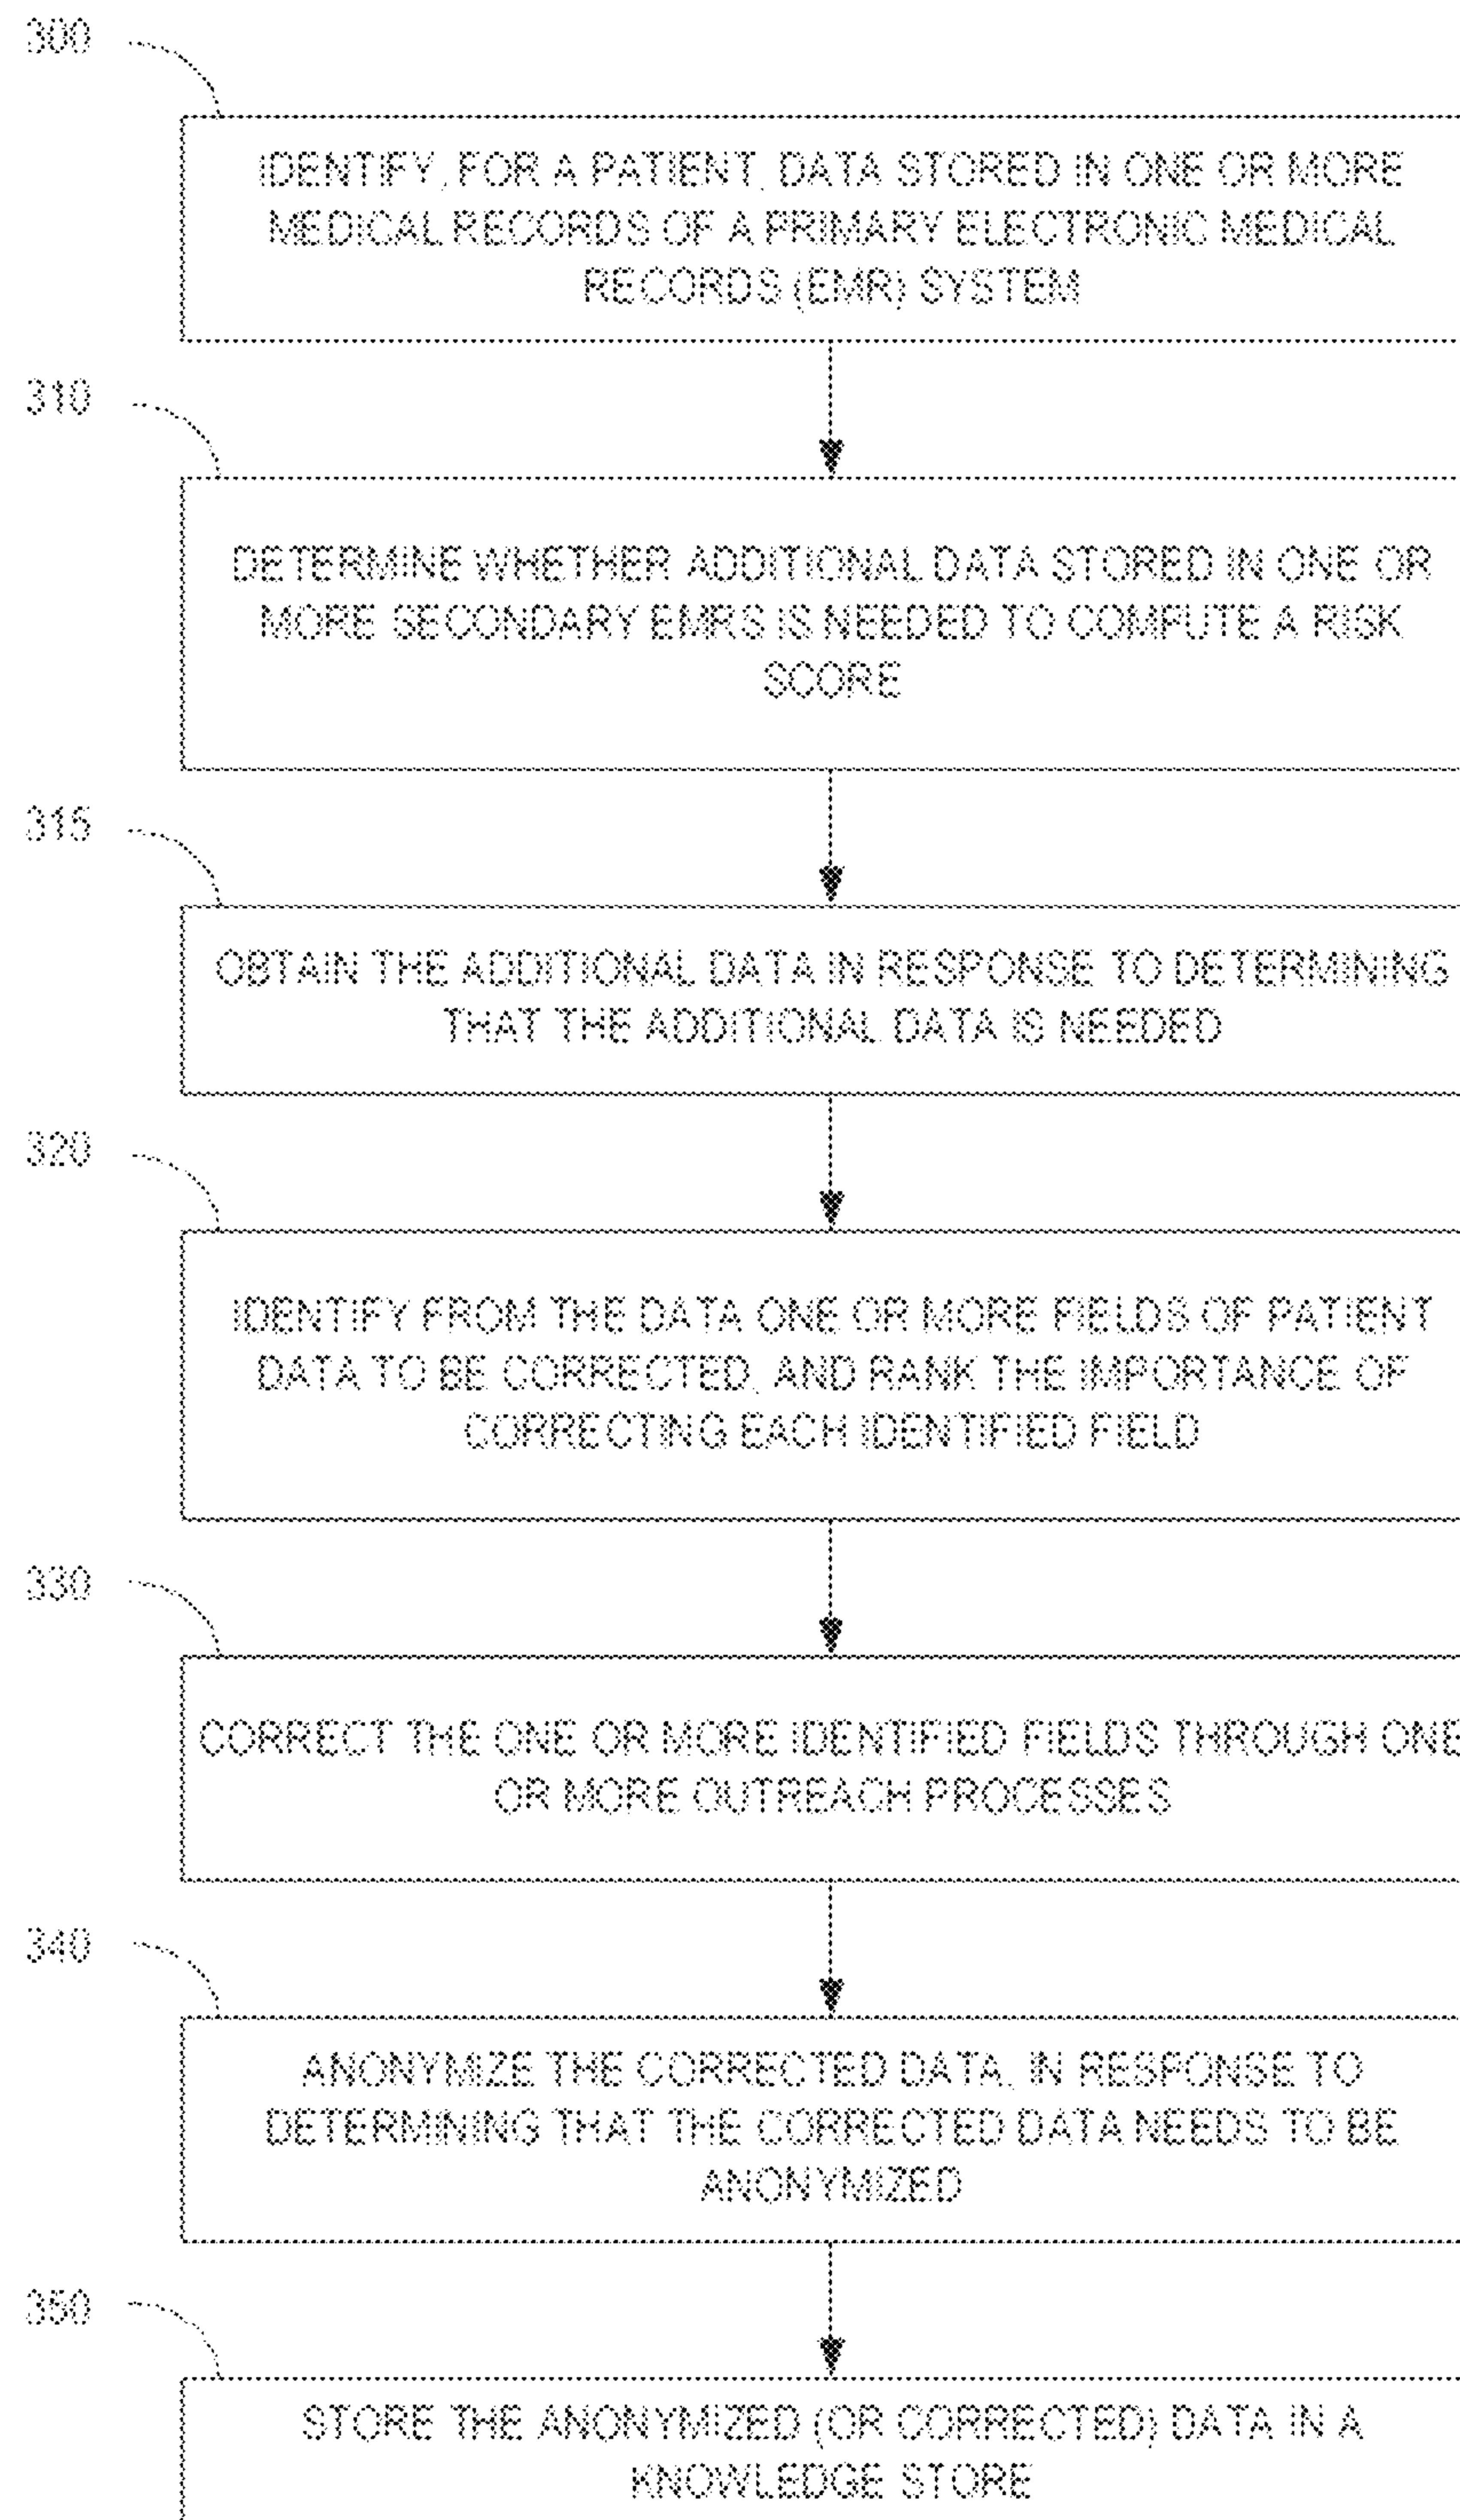 300
IDENTIFY, FOR A PATIENT, DATA STORED IN ONE OR MORE
MEDICAL RECORDS OF A PRIMARY ELECTRONIC MEDICAL
RECORDS (EMR) SYSTEM
310
DETERMINE WHETHER ADDITIONAL DATA STORED IN ONE OR
MORE SECONDARY EMRS IS NEEDED TO COMPUTE A RISK
SCORE
315
OBTAIN THE ADDITIONAL DATA IN RESPONSE TO DETERMINING
THAT THE ADDITIONAL DATA IS NEEDED
320
IDENTIFY FROM THE DATA ONE OR MORE FIELDS OF PATIENT
DATA TO BE CORRECTED, AND RANK THE IMPORTANCE OF
CORRECTING EACH IDENTIFIED FIELD
330
CORRECT THE ONE OR MORE IDENTIFIED FIELDS THROUGH ONE
OR MORE OUTREACH PROCESSES
340
ANONYMIZE THE CORRECTED DATA, IN RESPONSE TO
DETERMINING THAT THE CORRECTED DATA NEEDS TO BE
ANONYMIZED
350
STORE THE ANONYMIZED (OR CORRECTED) DATA IN A
KNOWLEDGE STORE